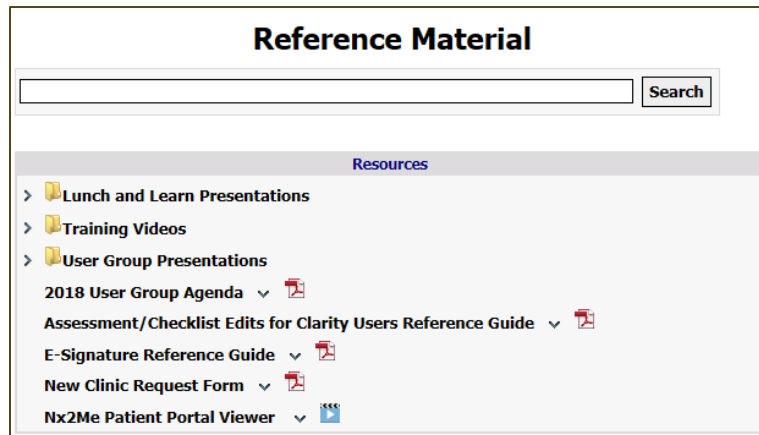 Reference Material
Search
Resources
Lunch and Learn Presentations
Training Videos
User Group Presentations
2018 User Group Agenda
Assessment/Checklist Edits for Clarity Users Reference Guide
E-Signature Reference Guide
New Clinic Request Form
Nx2Me Patient Portal Viewer